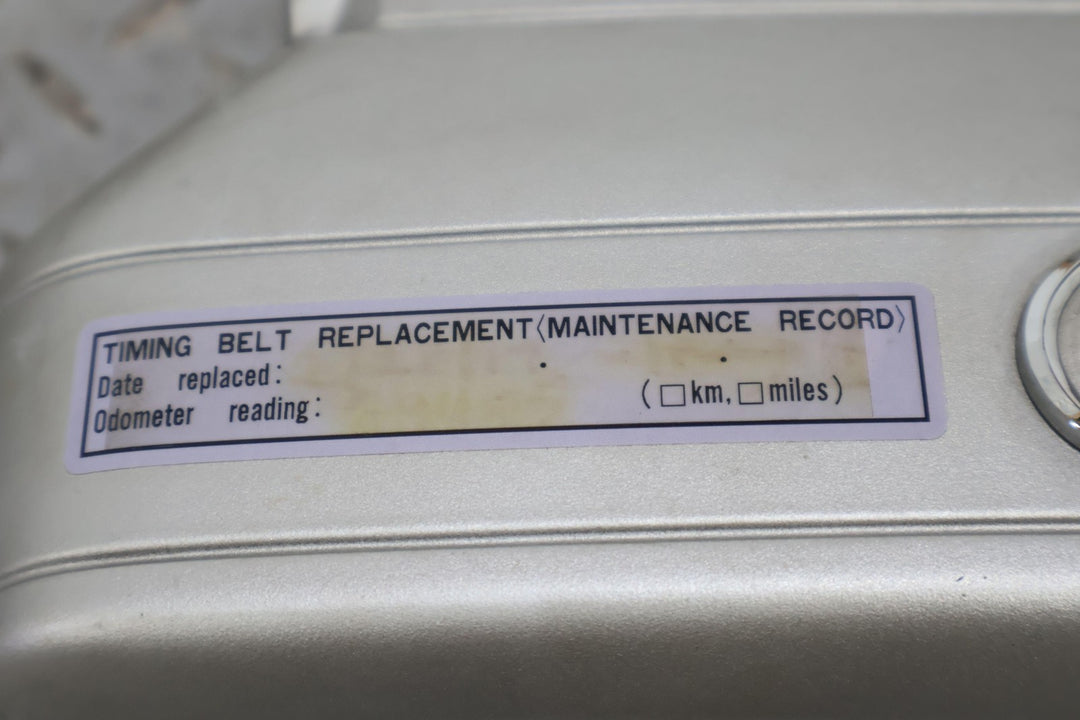 TIMING BELT REPLACEMENT〈MAINTENANCE RECORD〉
Date replaced: . .
Odometer reading: (□km,□miles)